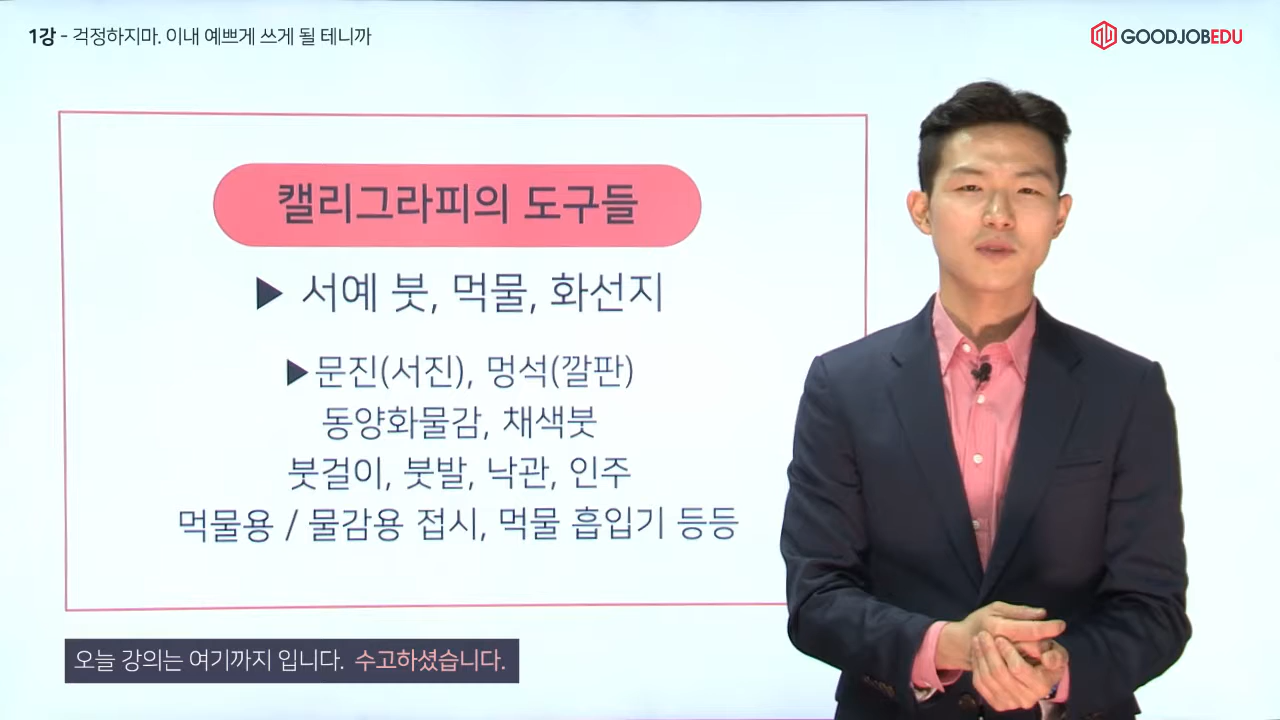 1강 - 걱정하지마. 이내 예쁘게 쓰게 될 테니까
GOODJOBEDU
캘리그라피의 도구들
▶ 서예 붓, 먹물, 화선지
▶문진(서진), 멍석(깔판)
동양화물감, 채색붓
붓걸이, 붓발, 낙관, 인주
먹물용 / 물감용 접시, 먹물 흡입기 등등
오늘 강의는 여기까지 입니다. 수고하셨습니다.